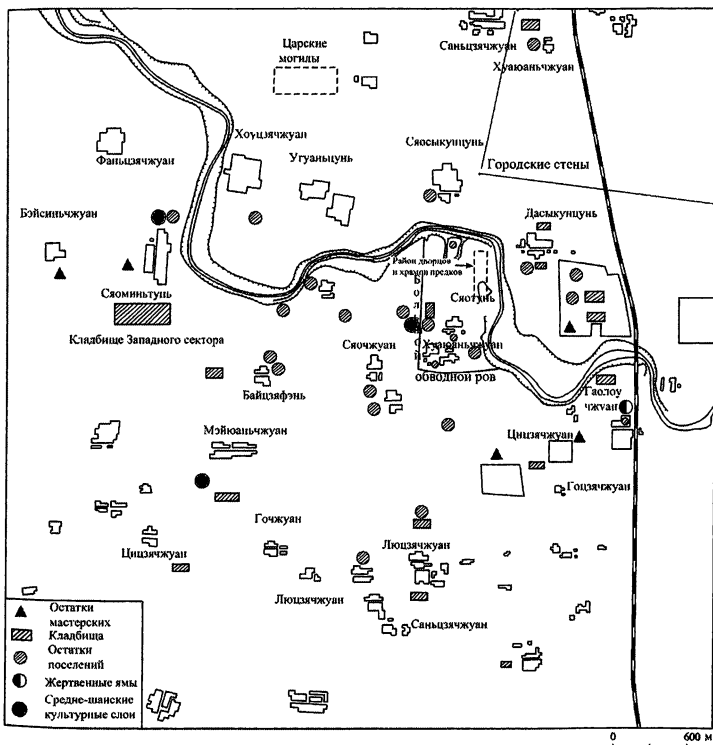 Царские
могилы
Саньцзячжуан
Хуаюаньчжуан
Хоуцзячжуан
Фаньцзячжуан
Угуаньцунь
Сяосыкунцунь
Городские стены
Бэйсиньчжуан
Дасыкунцунь
Район дворцов
и храмов предков
Сяотунь
Сяоминьтунь
Кладбище Западного сектора
Сяочжуан
Хуаюаньчжуан
Большой
обводной ров
Байцзяфэнь
Гаолоу
чжуан
Мэйюаньчжуан
Цицзячжуан
Гоцзячжуан
Гочжуан
Люцзячжуан
Цицзячжуан
Люцзячжуан
Саньцзячжуан
Остатки
мастерских
Кладбища
Остатки
поселений
Жертвенные ямы
Средне-шанские
культурные слои
0 600 м